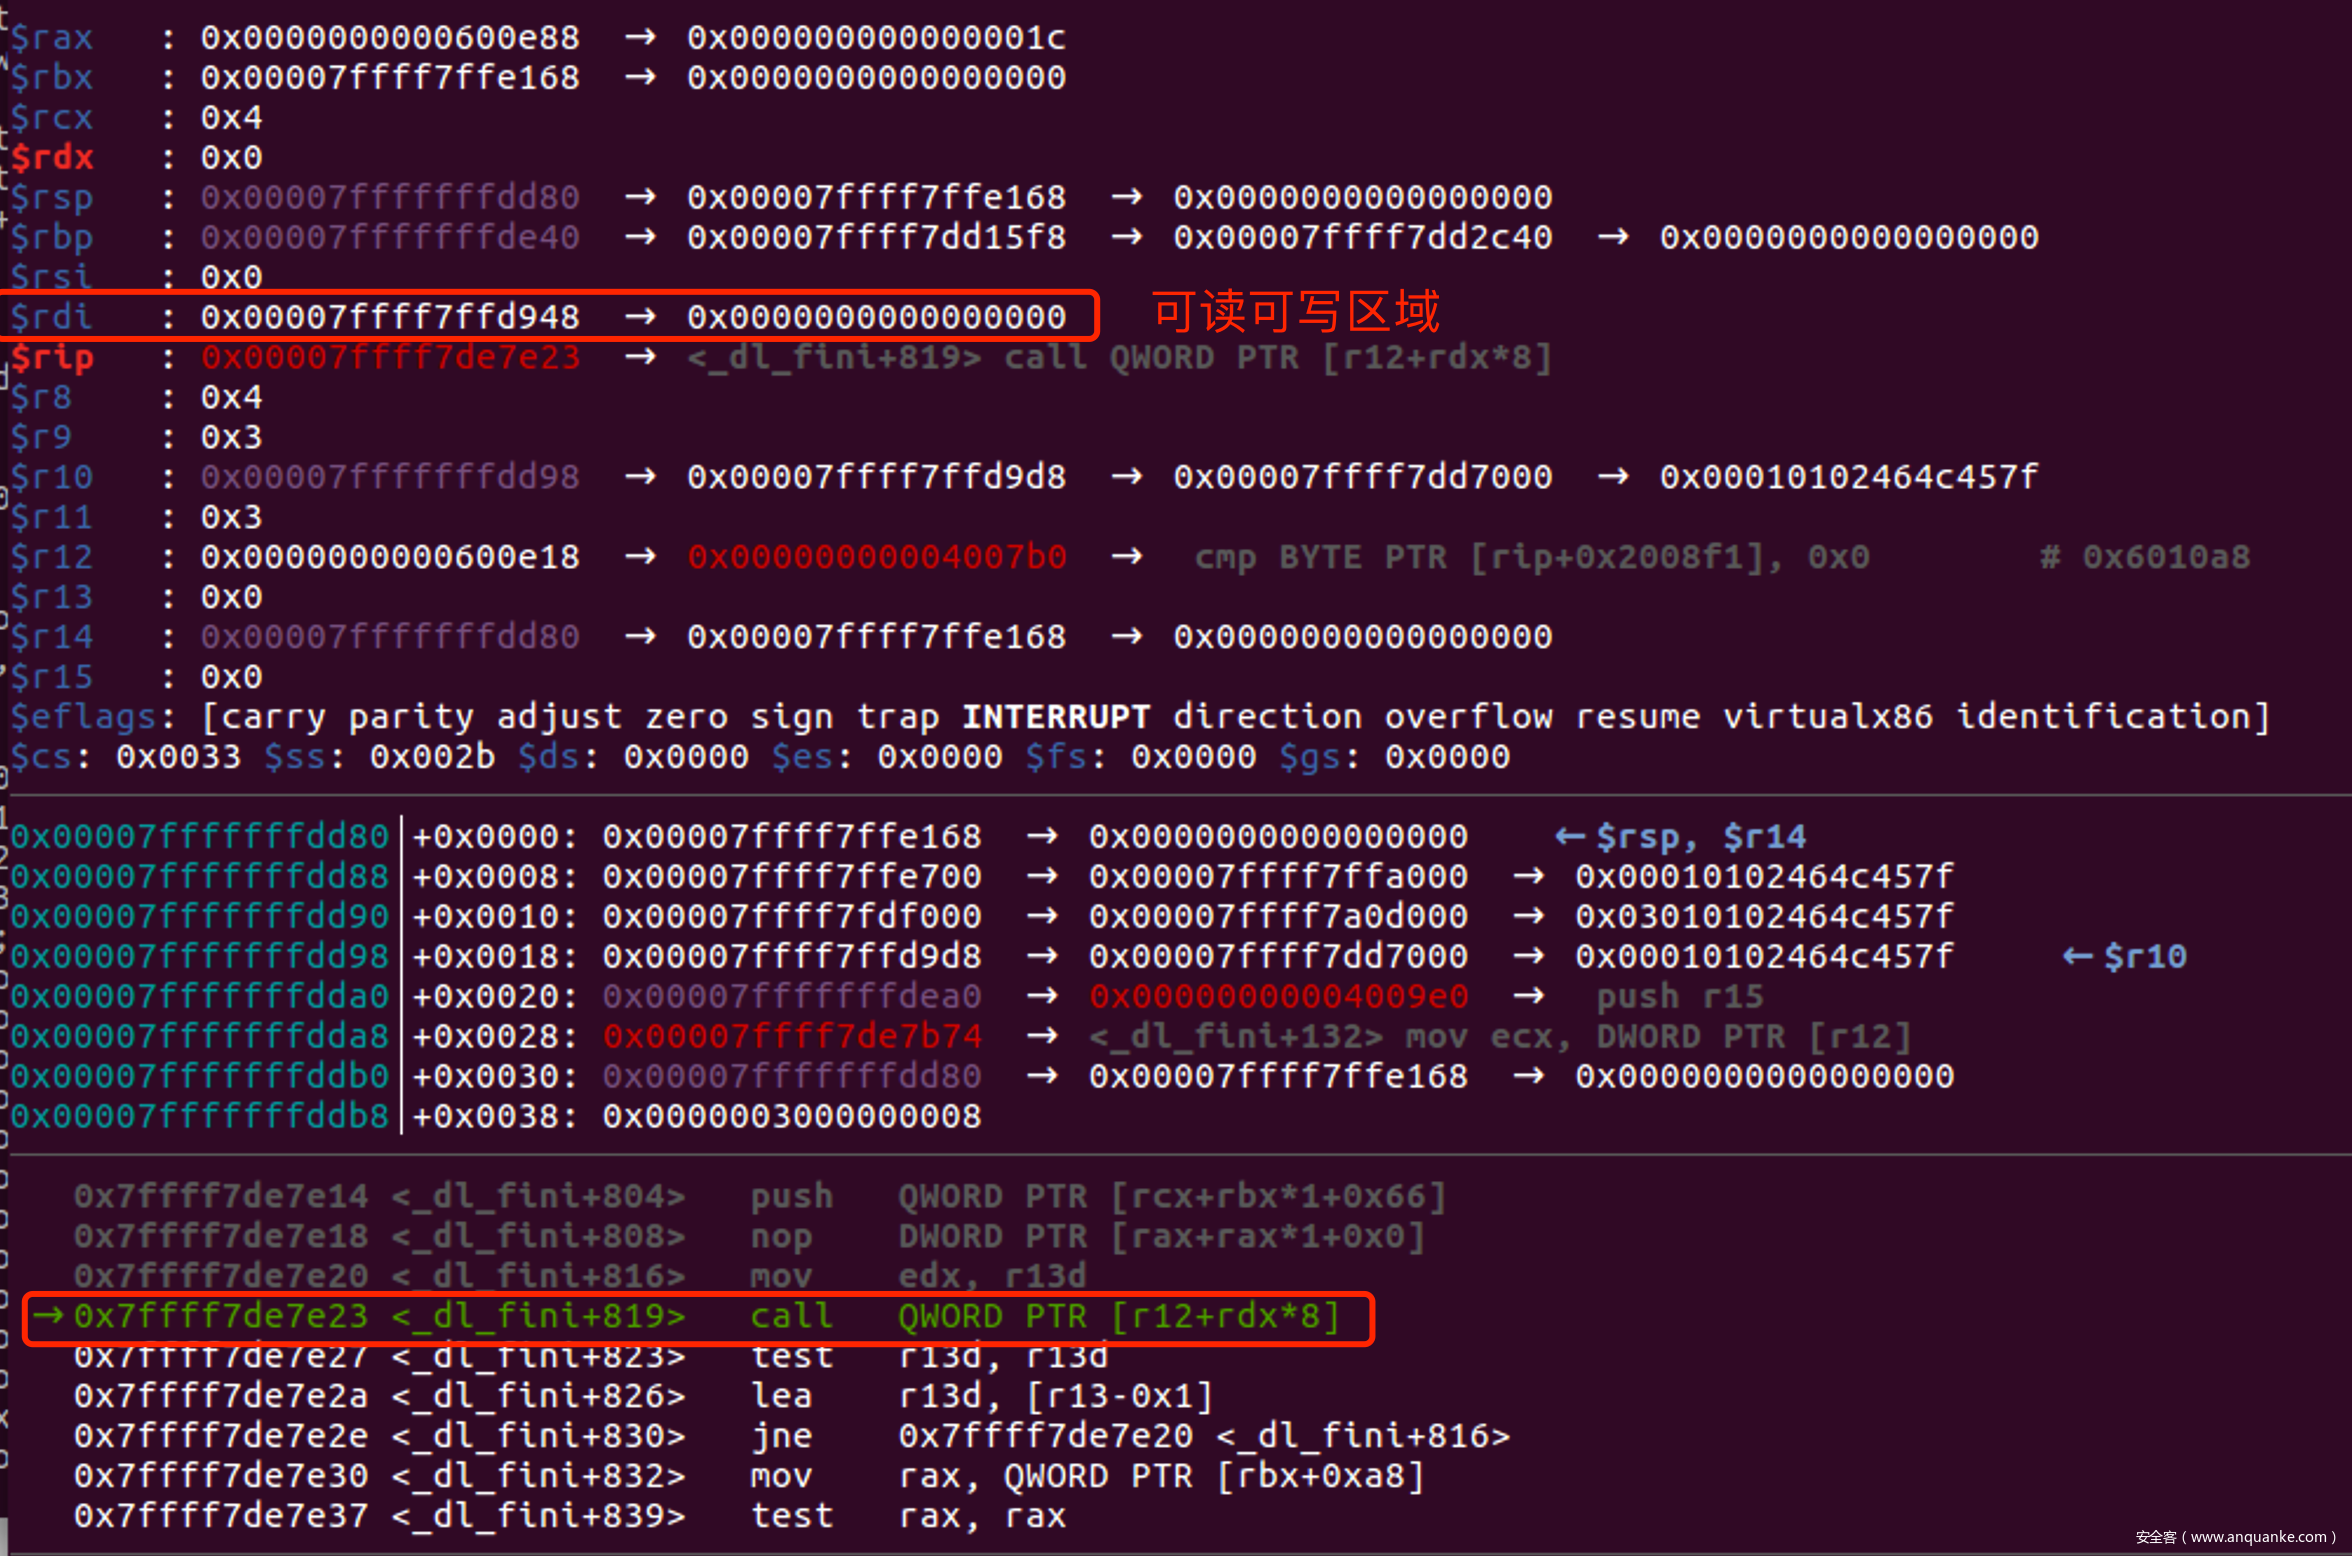 $rax   : 0x0000000000600e88  →  0x000000000000001c
$rbx   : 0x00007ffff7ffe168  →  0x0000000000000000
$rcx   : 0x4
$rdx   : 0x0
$rsp   : 0x00007fffffffdd80  →  0x00007ffff7ffe168  →  0x0000000000000000
$rbp   : 0x00007fffffffde40  →  0x00007ffff7dd15f8  →  0x00007ffff7dd2c40  →  0x0000000000000000
$rsi   : 0x0
$rdi   : 0x00007ffff7ffd948  →  0x0000000000000000  可读可写区域
$rip   : 0x00007ffff7de7e23  →  <_dl_fini+819> call QWORD PTR [r12+rdx*8]
$r8    : 0x4
$r9    : 0x3
$r10   : 0x00007fffffffdd98  →  0x00007ffff7ffd9d8  →  0x00007ffff7dd7000  →  0x00010102464c457f
$r11   : 0x3
$r12   : 0x0000000000600e18  →  0x00000000004007b0  →   cmp BYTE PTR [rip+0x2008f1], 0x0        # 0x6010a8
$r13   : 0x0
$r14   : 0x00007fffffffdd80  →  0x00007ffff7ffe168  →  0x0000000000000000
$r15   : 0x0
$eflags: [carry parity adjust zero sign trap INTERRUPT direction overflow resume virtualx86 identification]
$cs: 0x0033 $ss: 0x002b $ds: 0x0000 $es: 0x0000 $fs: 0x0000 $gs: 0x0000
0x00007fffffffdd80│+0x0000: 0x00007ffff7ffe168  →  0x0000000000000000    ← $rsp, $r14
0x00007fffffffdd88│+0x0008: 0x00007ffff7ffe700  →  0x00007ffff7ffa000  →  0x00010102464c457f
0x00007fffffffdd90│+0x0010: 0x00007ffff7fdf000  →  0x00007ffff7a0d000  →  0x03010102464c457f
0x00007fffffffdd98│+0x0018: 0x00007ffff7ffd9d8  →  0x00007ffff7dd7000  →  0x00010102464c457f    ← $r10
0x00007fffffffdda0│+0x0020: 0x00007fffffffdea0  →  0x00000000004009e0  →   push r15
0x00007fffffffdda8│+0x0028: 0x00007ffff7de7b74  →  <_dl_fini+132> mov ecx, DWORD PTR [r12]
0x00007fffffffddb0│+0x0030: 0x00007fffffffdd80  →  0x00007ffff7ffe168  →  0x0000000000000000
0x00007fffffffddb8│+0x0038: 0x0000003000000008
0x7ffff7de7e14 <_dl_fini+804>   push   QWORD PTR [rcx+rbx*1+0x66]
0x7ffff7de7e18 <_dl_fini+808>   nop    DWORD PTR [rax+rax*1+0x0]
0x7ffff7de7e20 <_dl_fini+816>   mov    edx, r13d
→ 0x7ffff7de7e23 <_dl_fini+819>   call   QWORD PTR [r12+rdx*8]
0x7ffff7de7e27 <_dl_fini+823>   test   r13d, r13d
0x7ffff7de7e2a <_dl_fini+826>   lea    r13d, [r13-0x1]
0x7ffff7de7e2e <_dl_fini+830>   jne    0x7ffff7de7e20 <_dl_fini+816>
0x7ffff7de7e30 <_dl_fini+832>   mov    rax, QWORD PTR [rbx+0xa8]
0x7ffff7de7e37 <_dl_fini+839>   test   rax, rax
安全客 ( www.anquanke.com )